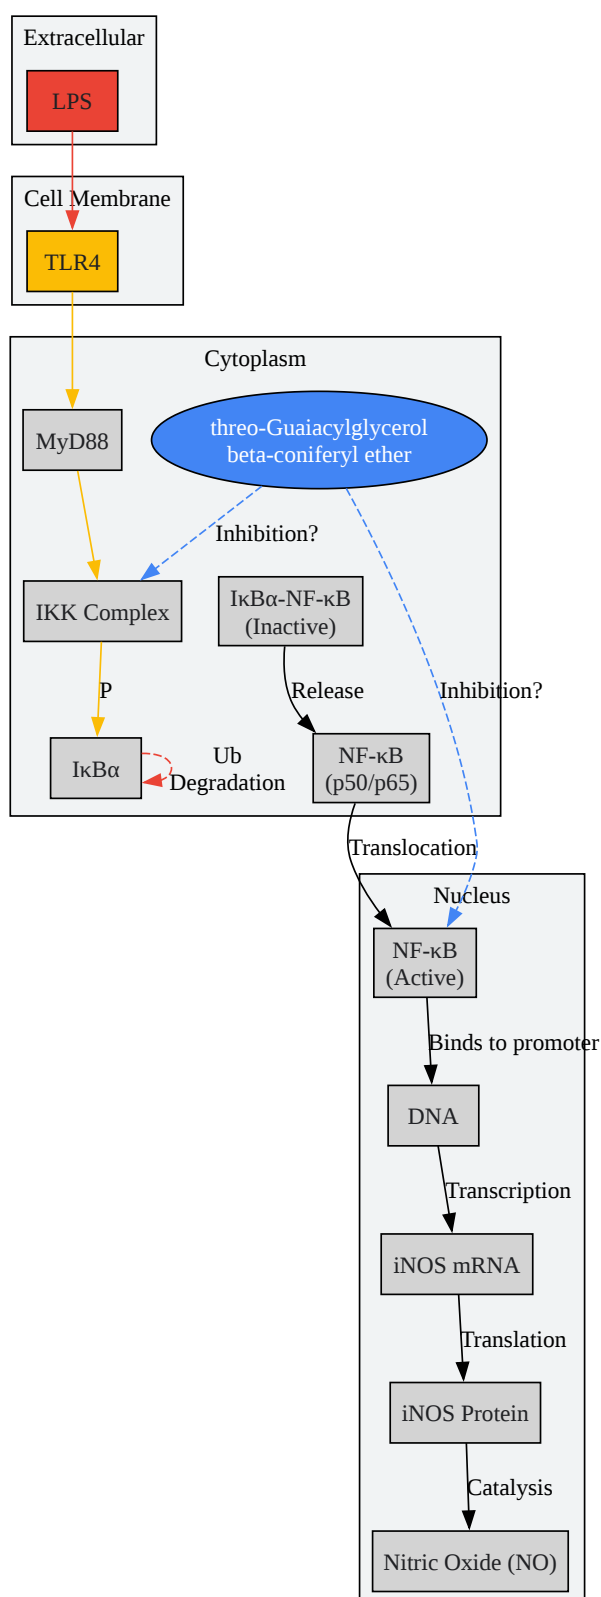 Extracellular
LPS
Cell Membrane
TLR4
Cytoplasm
MyD88
threo-Guaiacylglycerol
beta-coniferyl ether
Inhibition?
IKK Complex
IκBα-NF-κB
(Inactive)
P
Release
Inhibition?
IκBα
Ub
Degradation
NF-κB
(p50/p65)
Translocation
Nucleus
NF-κB
(Active)
Binds to promoter
DNA
Transcription
iNOS mRNA
Translation
iNOS Protein
Catalysis
Nitric Oxide (NO)